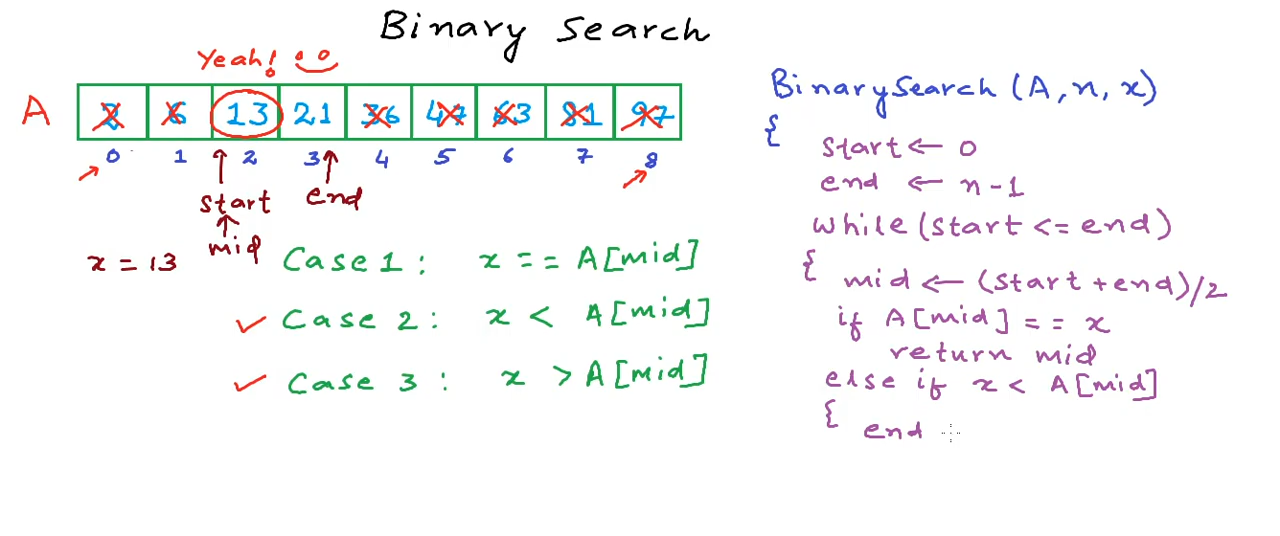 Binary Search
Yeah!
A 2 6 13 21 36 47 63 81 97
0 1 2 3 4 5 6 7 8
start end
mid
x = 13
Case 1 : x == A[mid]
Case 2 : x < A[mid]
Case 3 : x > A[mid]
BinarySearch (A, n, x)
{
start ← 0
end ← n-1
while (start <= end)
{ mid ← (start + end)/2
if A[mid] == x
return mid
else if x < A[mid]
{
end